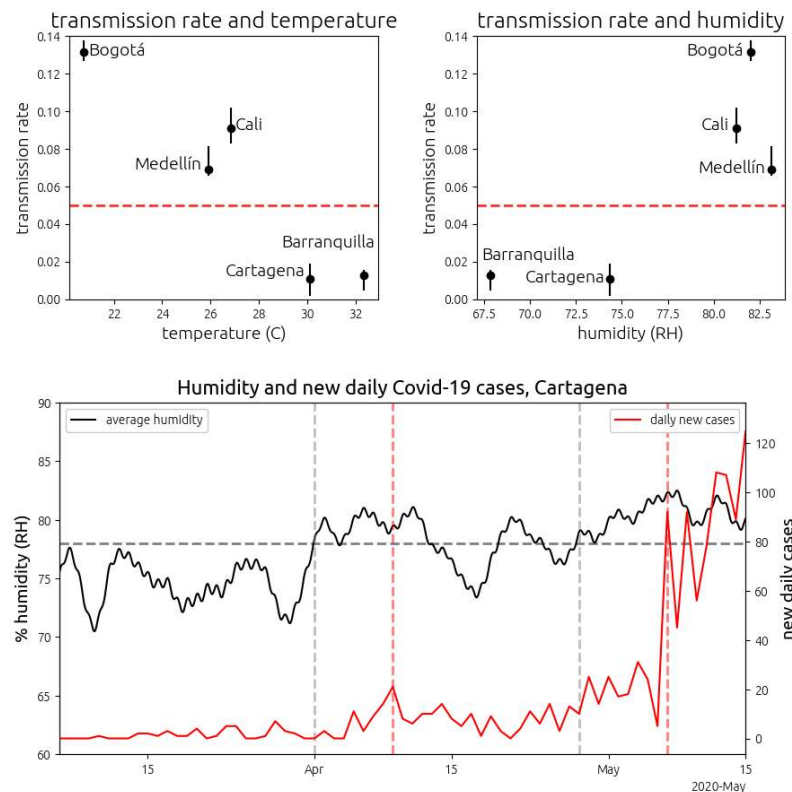 transmission rate and temperature
transmission rate
0.14
0.12
0.10
0.08
0.06
0.04
0.02
0.00
Bogotá
Cali
Medellín
Barranquilla
Cartagena
22
24
26
28
30
32
temperature (C)
transmission rate and humidity
transmission rate
0.14
0.12
0.10
0.08
0.06
0.04
0.02
0.00
Bogotá
Cali
Medellín
Barranquilla
Cartagena
67.5
70.0
72.5
75.0
77.5
80.0
82.5
humidity (RH)
Humidity and new daily Covid-19 cases, Cartagena
average humidity
daily new cases
% humidity (RH)
90
85
80
75
70
65
60
new daily cases
120
100
80
60
40
20
0
15
Apr
15
May
15
2020-May